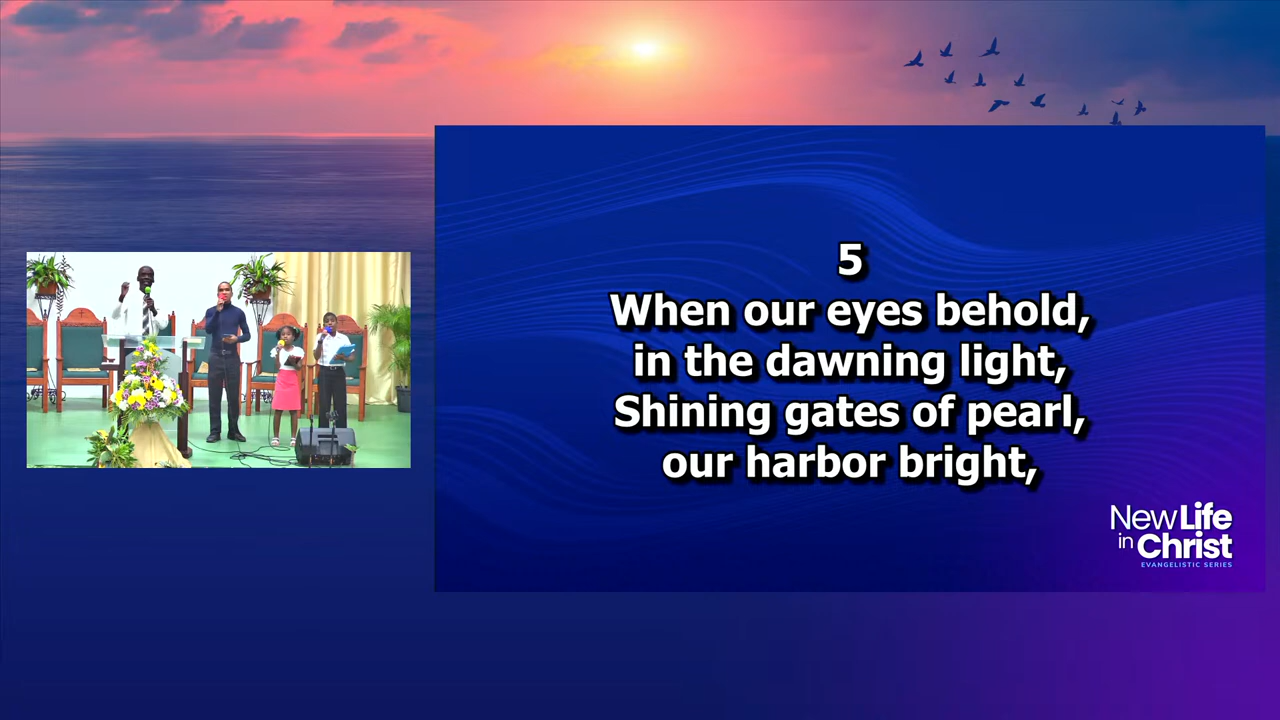 5
When our eyes behold,
in the dawning light,
Shining gates of pearl,
our harbor bright,
New Life
in Christ
EVANGELISTIC SERIES